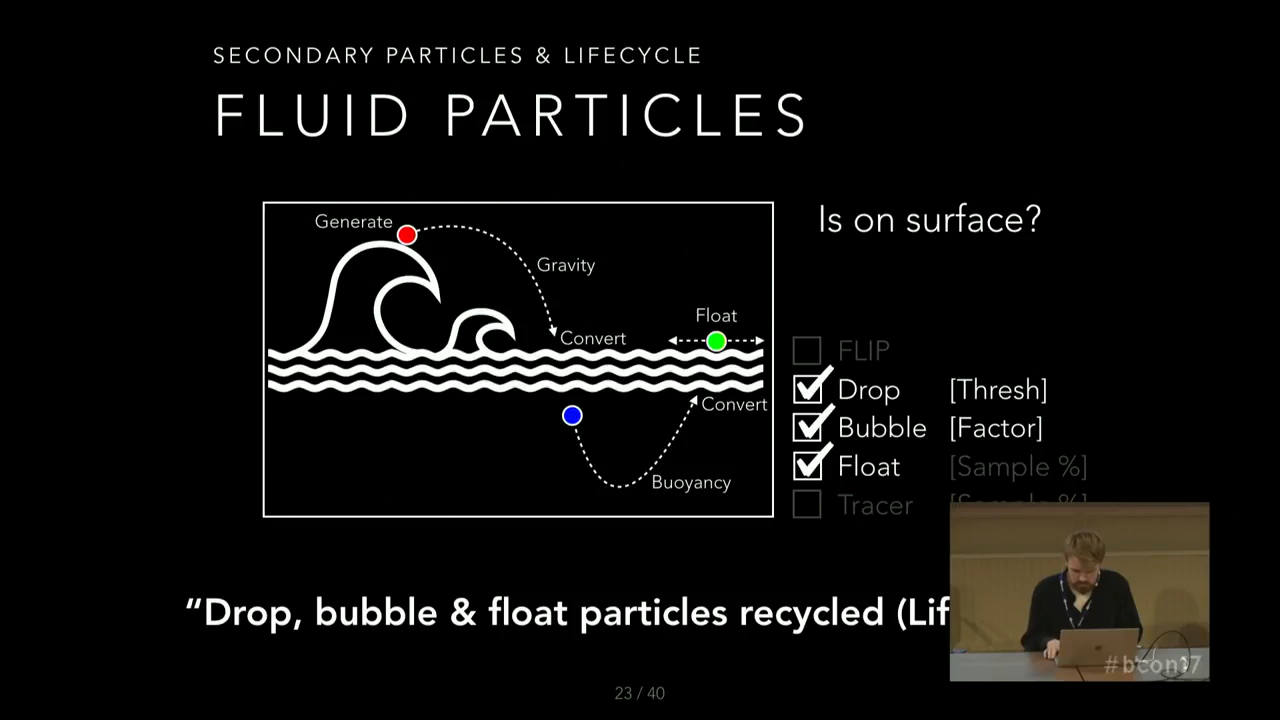 SECONDARY PARTICLES & LIFECYCLE
FLUID PARTICLES
Generate
Gravity
Convert
Float
Convert
Buoyancy
Is on surface?
FLIP
Drop [Thresh]
Bubble [Factor]
Float [Sample %]
Tracer [Sample %]
“Drop, bubble & float particles recycled (Lif
#bcon17
23 / 40